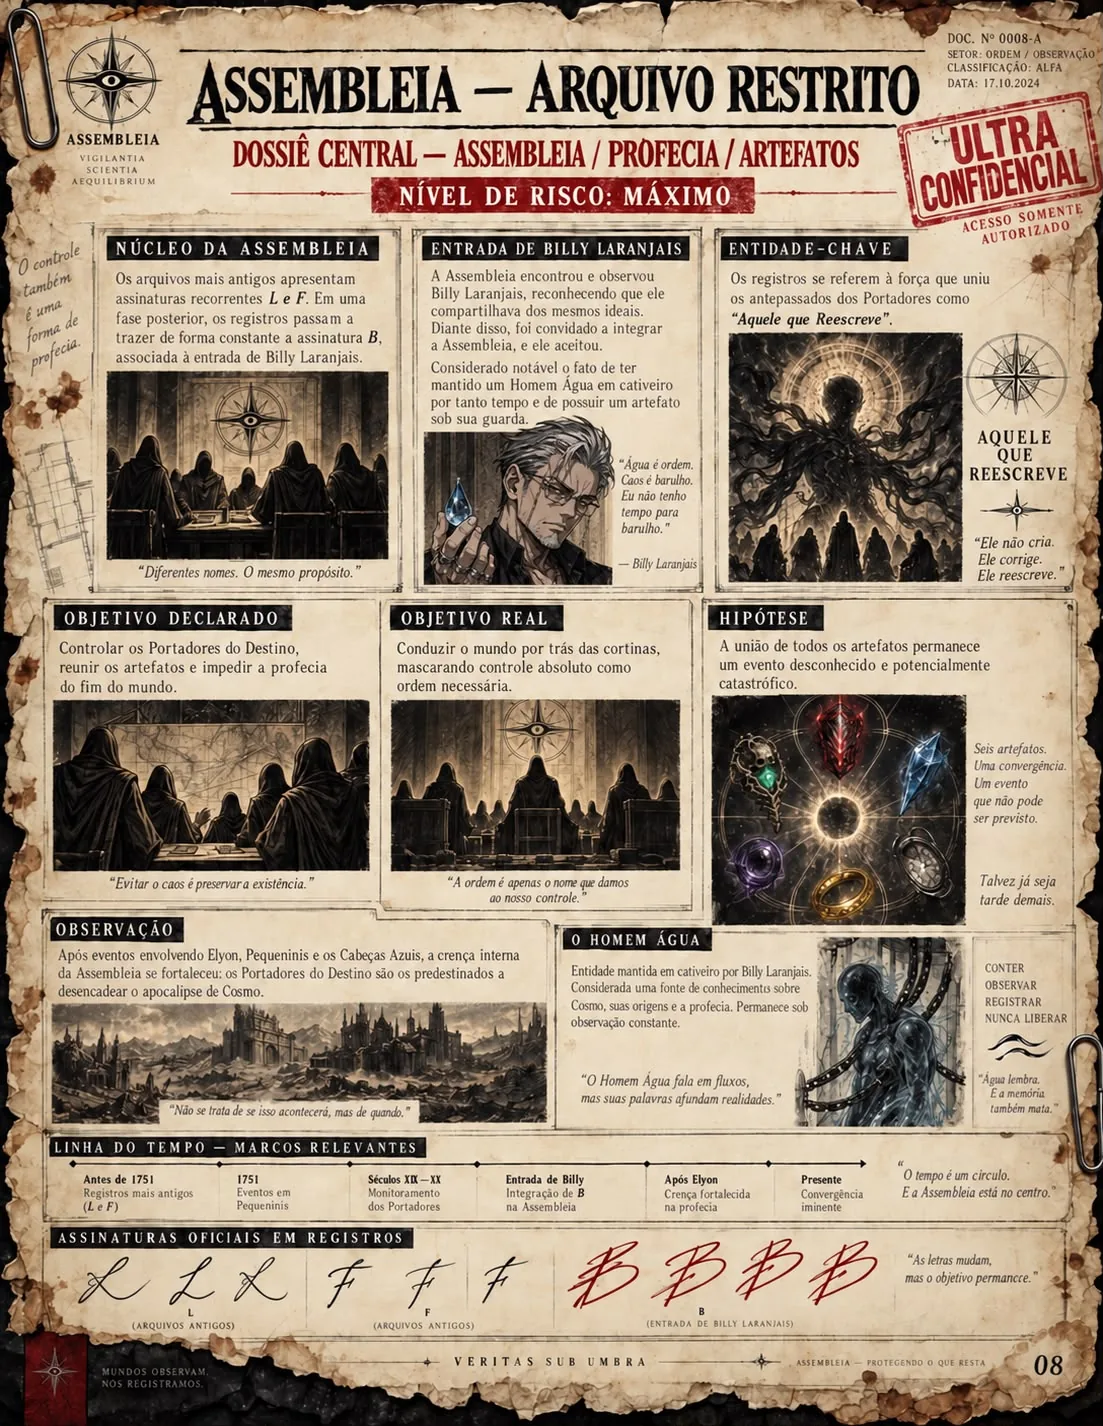 DOC. Nº 0008-A
SETOR: ORDEM / OBSERVAÇÃO
CLASSIFICAÇÃO: ALFA
DATA: 17.10.2024
ASSEMBLEIA
VIGILANTIA
SCIENTIA
AEQUILIBRIUM
ASSEMBLEIA — ARQUIVO RESTRITO
DOSSIÊ CENTRAL — ASSEMBLEIA / PROFECIA / ARTEFATOS
NÍVEL DE RISCO: MÁXIMO
ULTRA
CONFIDENCIAL
ACESSO SOMENTE
AUTORIZADO
O controle
também
é uma
forma de
profecia.
NÚCLEO DA ASSEMBLEIA
Os arquivos mais antigos apresentam
assinaturas recorrentes L e F. Em uma
fase posterior, os registros passam a
trazer de forma constante a assinatura B,
associada à entrada de Billy Laranjais.
“Diferentes nomes. O mesmo propósito.”
ENTRADA DE BILLY LARANJAIS
A Assembleia encontrou e observou
Billy Laranjais, reconhecendo que ele
compartilhava dos mesmos ideais.
Diante disso, foi convidado a integrar
a Assembleia, e ele aceitou.
Considerado notável o fato de ter
mantido um Homem Água em cativeiro
por tanto tempo e de possuir um artefato
sob sua guarda.
“Água é ordem.
Caos é barulho.
Eu não tenho
tempo para
barulho.”
— Billy Laranjais
ENTIDADE-CHAVE
Os registros se referem à força que uniu
os antepassados dos Portadores como
“Aquele que Reescreve”.
AQUELE
QUE
REESCREVE
“Ele não cria.
Ele corrige.
Ele reescreve.”
OBJETIVO DECLARADO
Controlar os Portadores do Destino,
reunir os artefatos e impedir a profecia
do fim do mundo.
“Evitar o caos é preservar a existência.”
OBJETIVO REAL
Conduzir o mundo por trás das cortinas,
mascarando controle absoluto como
ordem necessária.
“A ordem é apenas o nome que damos
ao nosso controle.”
HIPÓTESE
A união de todos os artefatos permanece
um evento desconhecido e potencialmente
catastrófico.
Seis artefatos.
Uma convergência.
Um evento
que não pode
ser previsto.
Talvez já seja
tarde demais.
OBSERVAÇÃO
Após eventos envolvendo Elyon, Pequeninis e os Cabeças Azuis, a crença interna
da Assembleia se fortaleceu: os Portadores do Destino são os predestinados a
desencadear o apocalipse de Cosmo.
“Não se trata de se isso acontecerá, mas de quando.”
O HOMEM ÁGUA
Entidade mantida em cativeiro por Billy Laranjais.
Considerada uma fonte de conhecimento sobre
Cosmo, suas origens e a profecia. Permanece sob
observação constante.
“O Homem Água fala em fluxos,
mas suas palavras afundam realidades.”
CONTER
OBSERVAR
REGISTRAR
NUNCA LIBERAR
“Água lembra.
E a memória
também mata.”
LINHA DO TEMPO — MARCOS RELEVANTES
Antes de 1751
Registros mais antigos
(L e F)
1751
Eventos em
Pequeninis
Séculos XIX — XX
Monitoramento
dos Portadores
Entrada de Billy
Integração de B
na Assembleia
Após Elyon
Crença fortalecida
na profecia
Presente
Convergência
iminente
“O tempo é um círculo.
E a Assembleia está no centro.”
ASSINATURAS OFICIAIS EM REGISTROS
L L L F F F B B B B
L
(ARQUIVOS ANTIGOS)
F
(ARQUIVOS ANTIGOS)
B
(ENTRADA DE BILLY LARANJAIS)
“As letras mudam,
mas o objetivo permanece.”
MUNDOS OBSERVAM.
NÓS REGISTRAMOS.
VERITAS SUB UMBRA
ASSEMBLEIA — PROTEGENDO O QUE RESTA
08